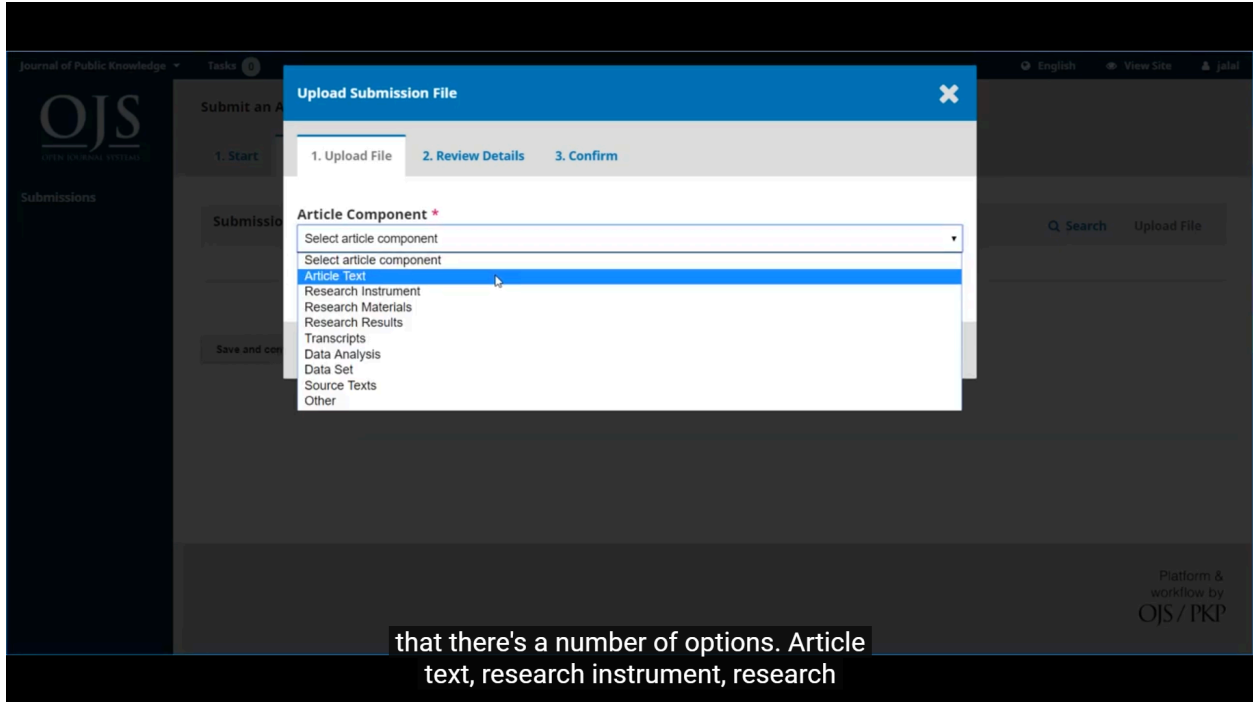 Journal of Public Knowledge
Tasks 0
English
View Site
jalal
OJS
OPEN JOURNAL SYSTEMS
Submissions
Submit an A
1. Start
Submissio
Search
Upload File
Save and con
Upload Submission File
1. Upload File
2. Review Details
3. Confirm
Article Component *
Select article component
Select article component
Article Text
Research Instrument
Research Materials
Research Results
Transcripts
Data Analysis
Data Set
Source Texts
Other
Platform &
workflow by
OJS / PKP
that there's a number of options. Article
text, research instrument, research